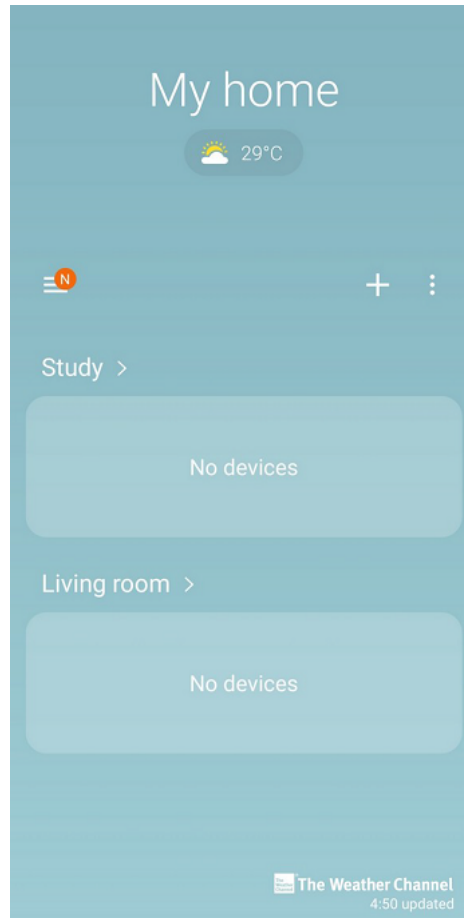 My home
29°C
N
Study >
No devices
Living room >
No devices
The Weather Channel
4:50 updated